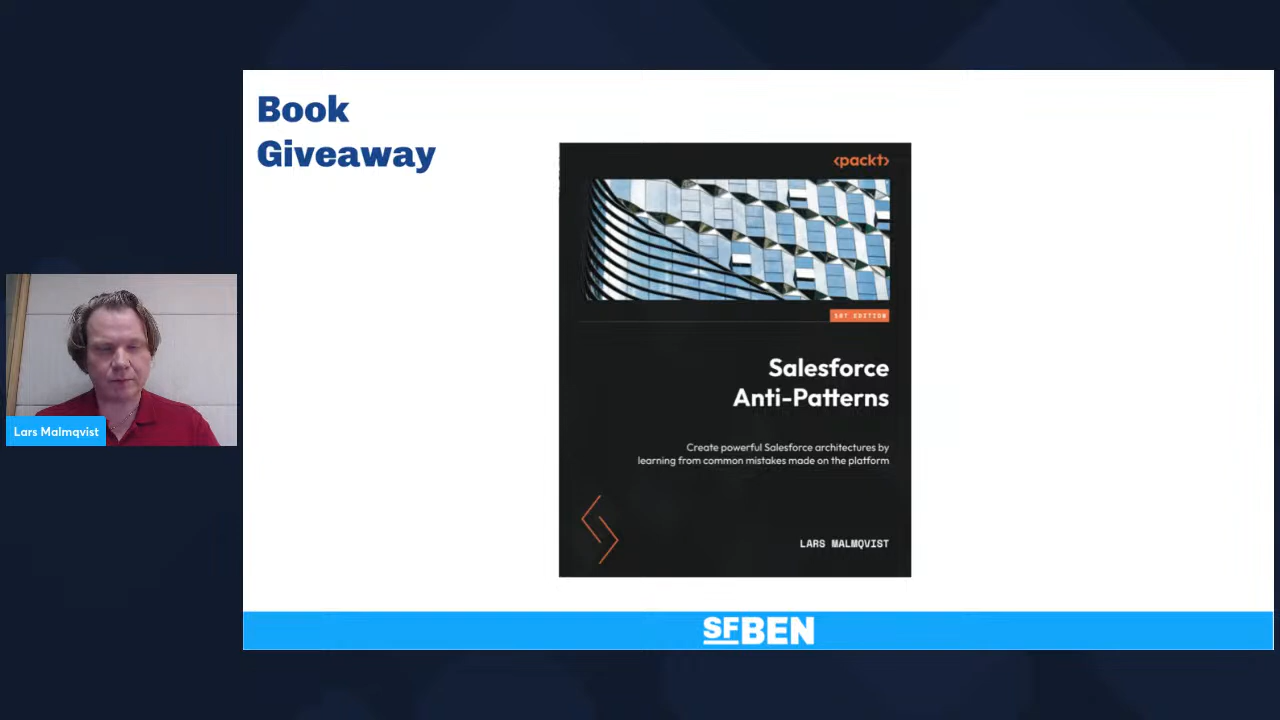 Book
Giveaway
<packt>
1ST EDITION
Salesforce
Anti-Patterns
Create powerful Salesforce architectures by
learning from common mistakes made on the platform
LARS MALMQVIST
Lars Malmqvist
SFBEN